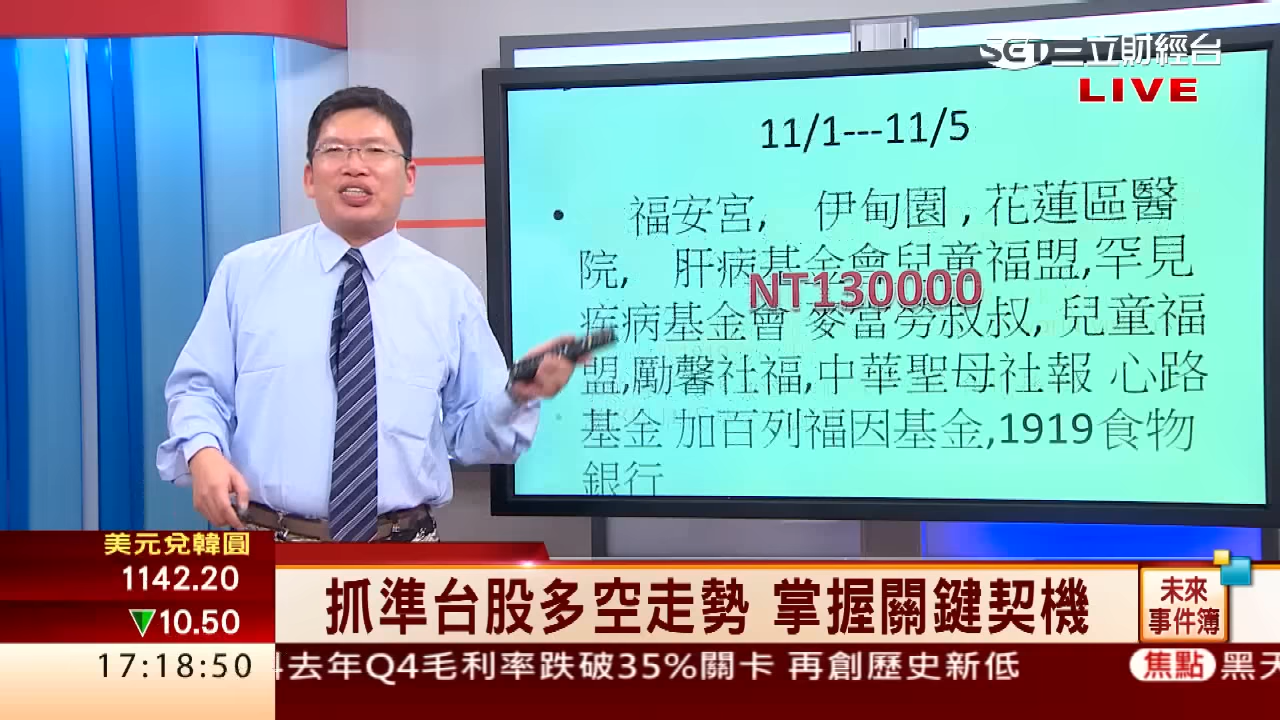 SET三立財經台
LIVE
11/1---11/5
• 福安宮, 伊甸園,花蓮區醫
院, 肝病基金會兒童福盟,罕見
NT130000
疾病基金會 麥當勞叔叔, 兒童福
盟,勵馨社福,中華聖母社報 心路
基金 加百列福因基金,1919食物
銀行
美元兌韓圓
1142.20
▼10.50
17:18:50
抓準台股多空走勢 掌握關鍵契機
未來
事件簿
去年Q4毛利率跌破35%關卡 再創歷史新低
焦點 黑天